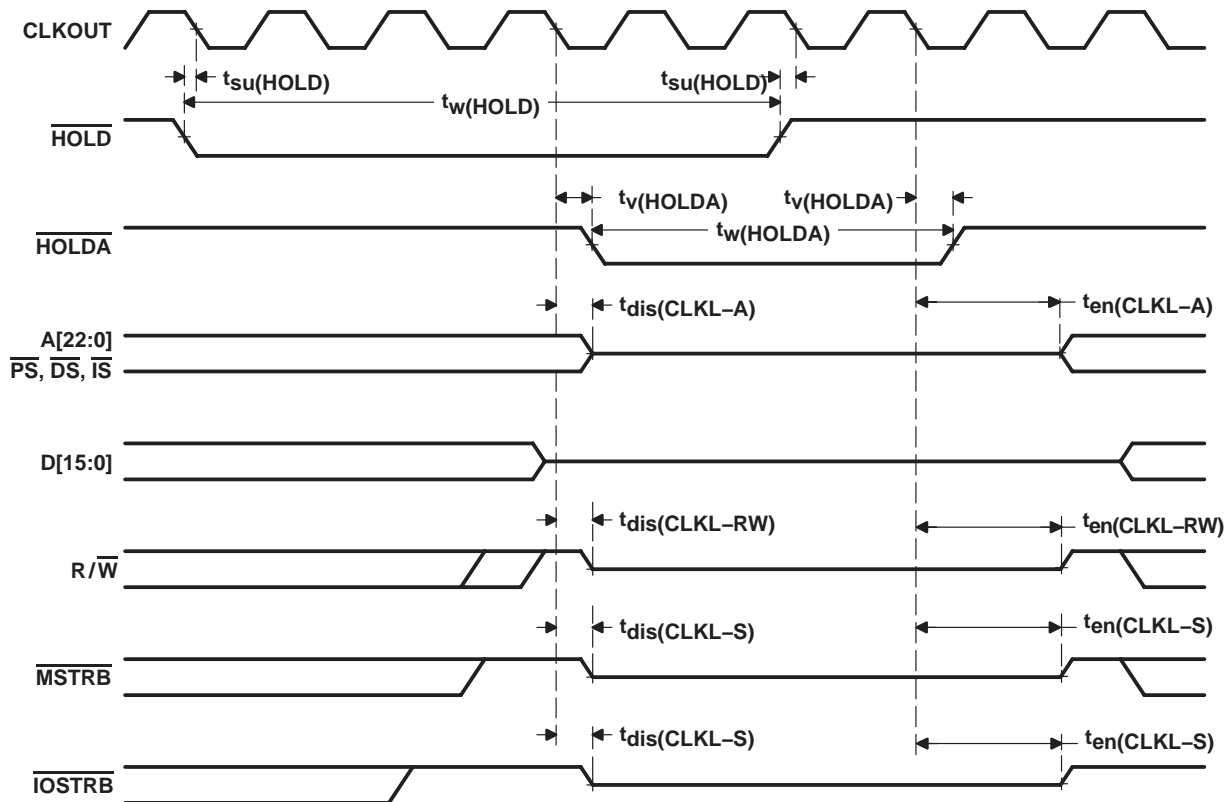 CLKOUT
tsu(HOLD)
tsu(HOLD)
tw(HOLD)
HOLD
tv(HOLDA)
tv(HOLDA)
tw(HOLDA)
HOLDA
tdis(CLKL–A)
ten(CLKL–A)
A[22:0]
PS, DS, IS
D[15:0]
tdis(CLKL–RW)
ten(CLKL–RW)
R/W
tdis(CLKL–S)
ten(CLKL–S)
MSTRB
tdis(CLKL–S)
ten(CLKL–S)
IOSTRB